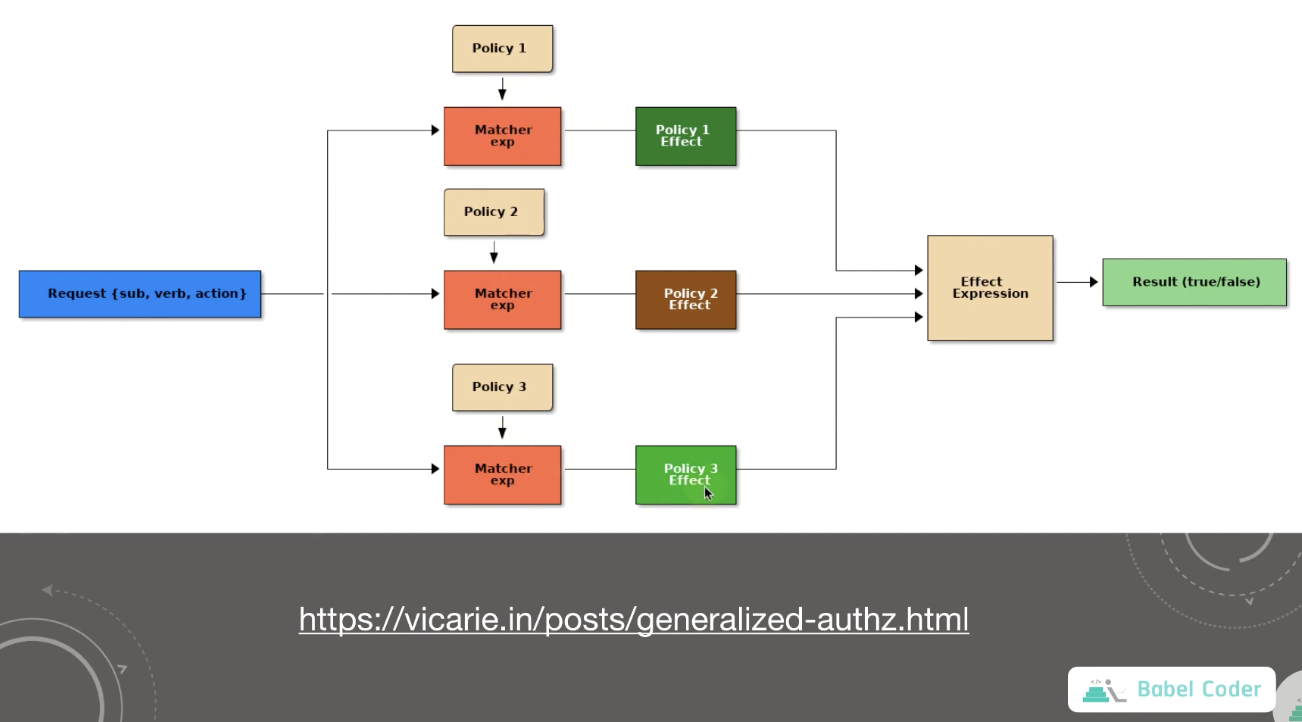 Policy 1
Matcher
exp
Policy 1
Effect
Policy 2
Request {sub, verb, action}
Matcher
exp
Policy 2
Effect
Effect
Expression
Result (true/false)
Policy 3
Matcher
exp
Policy 3
Effect
https://vicarie.in/posts/generalized-authz.html
</> Babel Coder